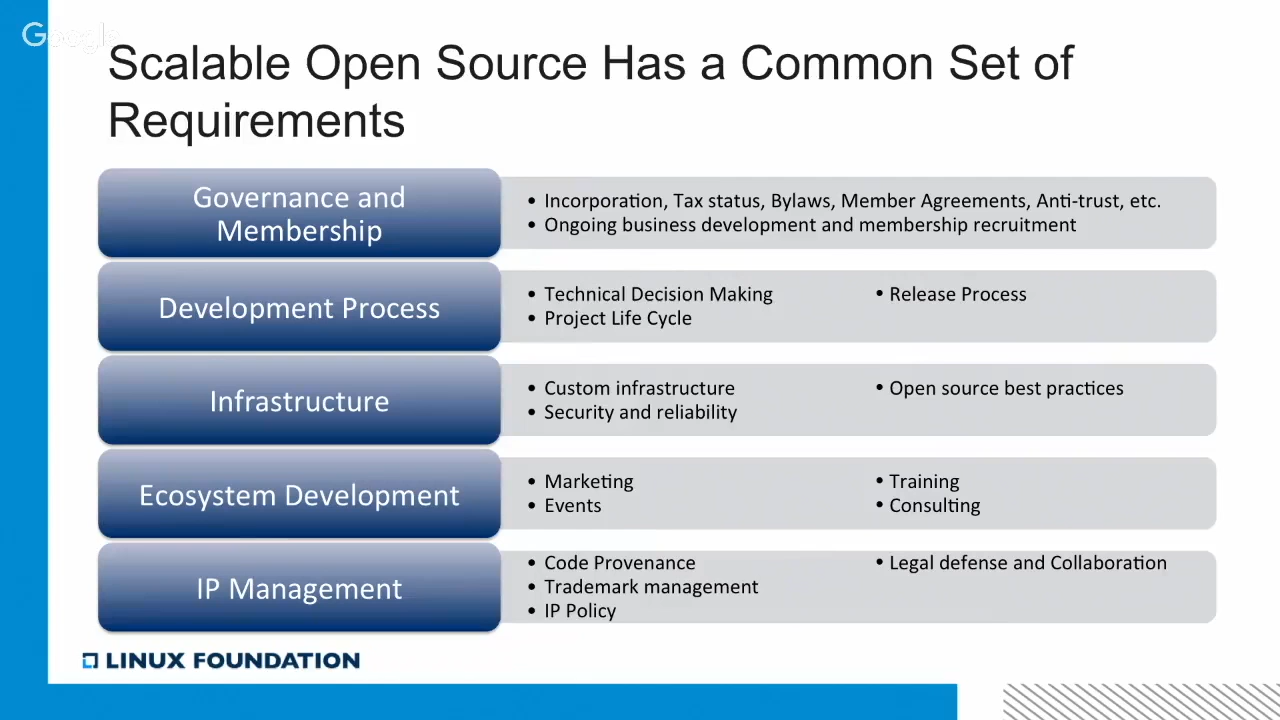 Google
Scalable Open Source Has a Common Set of
Requirements
Governance and
Membership
• Incorporation, Tax status, Bylaws, Member Agreements, Anti-trust, etc.
• Ongoing business development and membership recruitment
Development Process
• Technical Decision Making
• Project Life Cycle
• Release Process
Infrastructure
• Custom infrastructure
• Security and reliability
• Open source best practices
Ecosystem Development
• Marketing
• Events
• Training
• Consulting
IP Management
• Code Provenance
• Trademark management
• IP Policy
• Legal defense and Collaboration
LINUX FOUNDATION